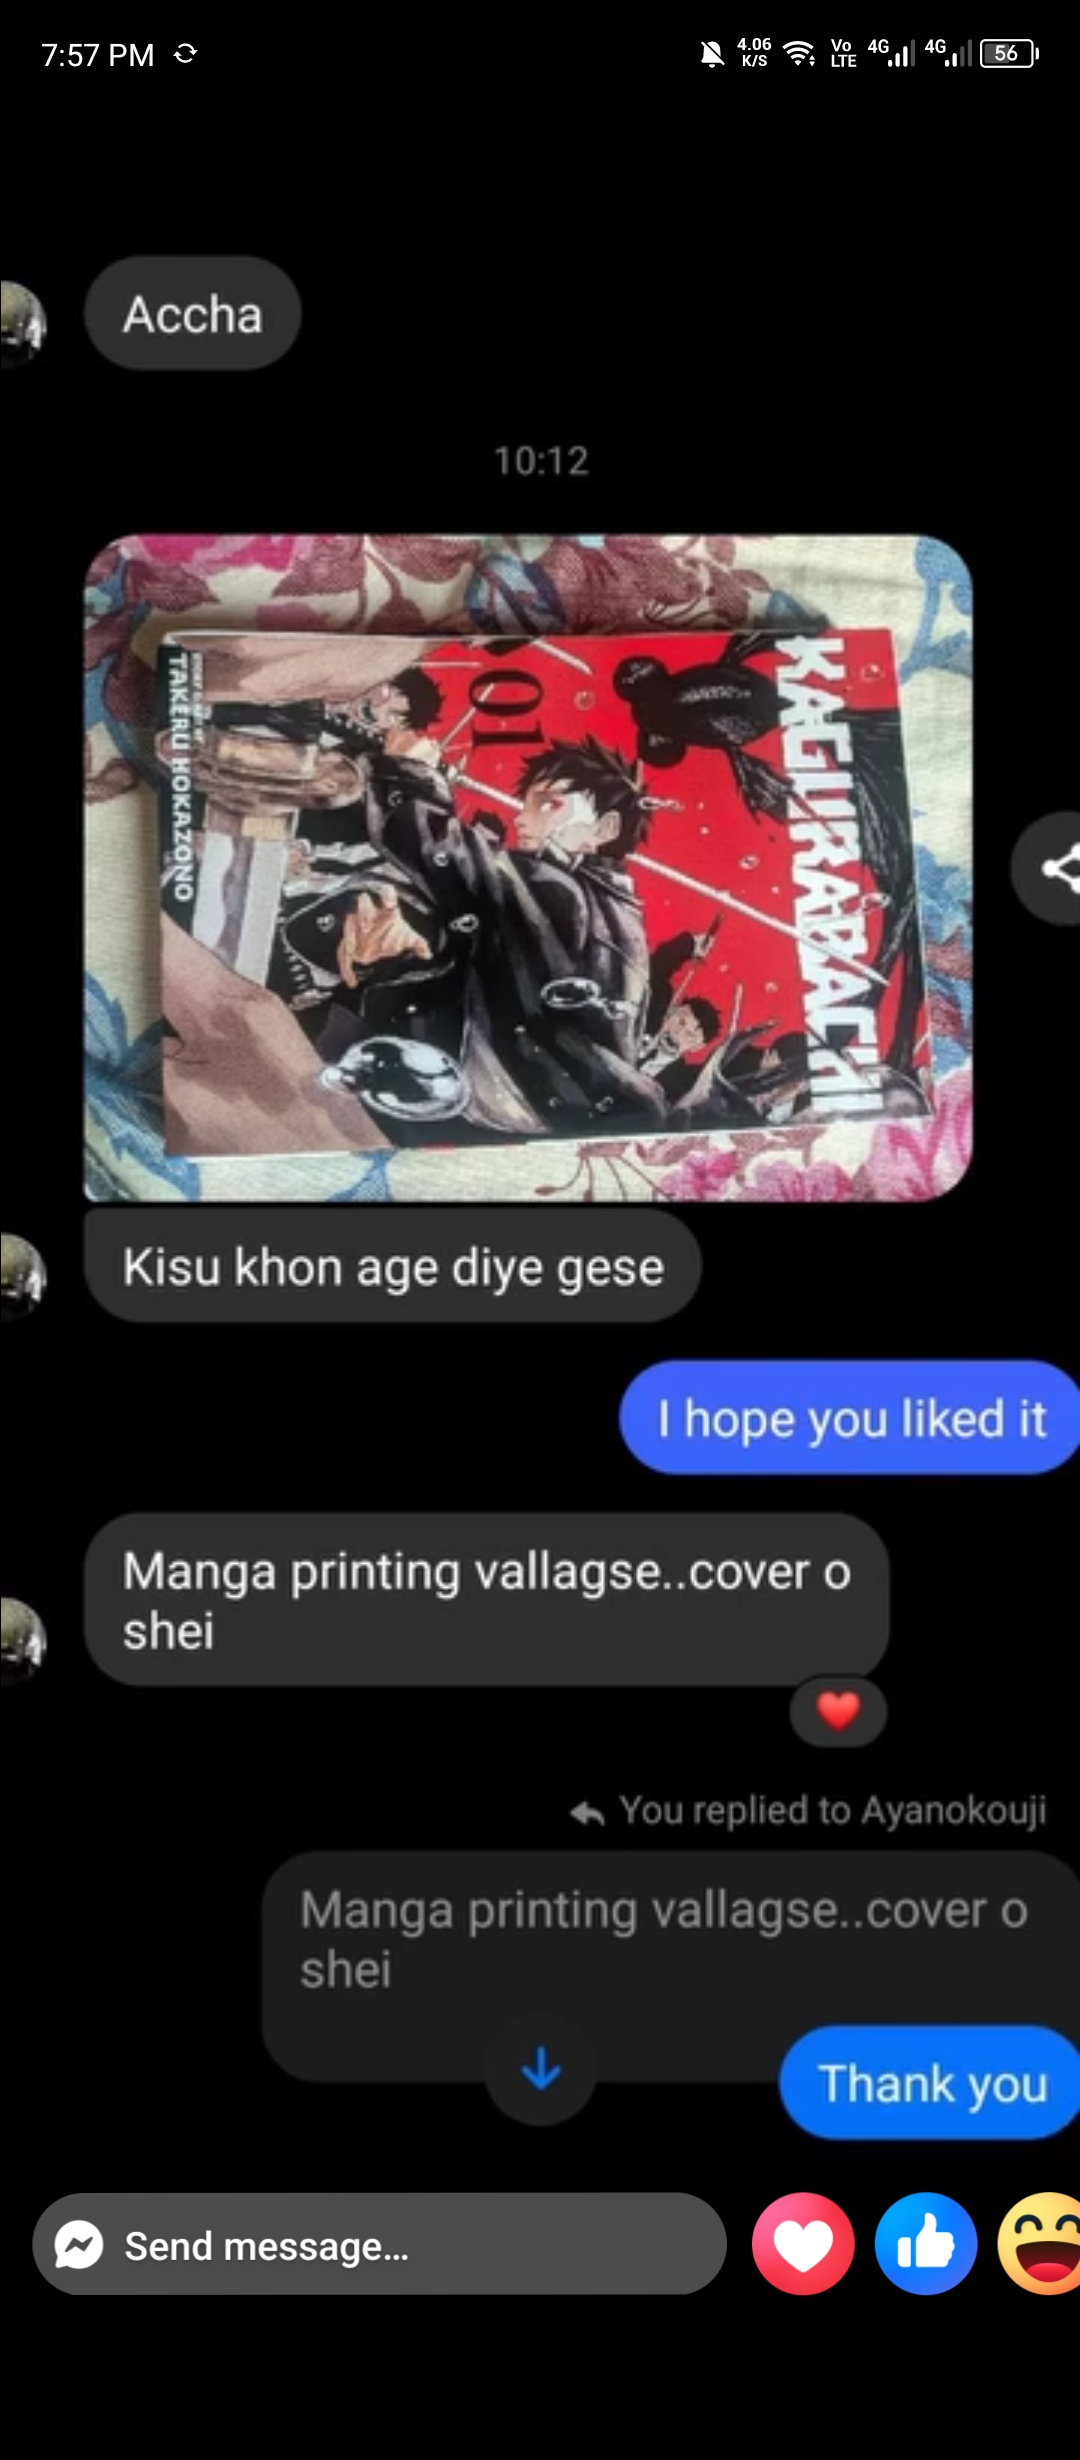 7:57 PM
4.06
K/S
Vo
LTE
4G
4G
56
Accha
10:12
KAGURABACHI
01
TAKERU HOKAZONO
Kisu khon age diye gese
I hope you liked it
Manga printing vallagse..cover o
shei
You replied to Ayanokouji
Manga printing vallagse..cover o
shei
Thank you
Send message...